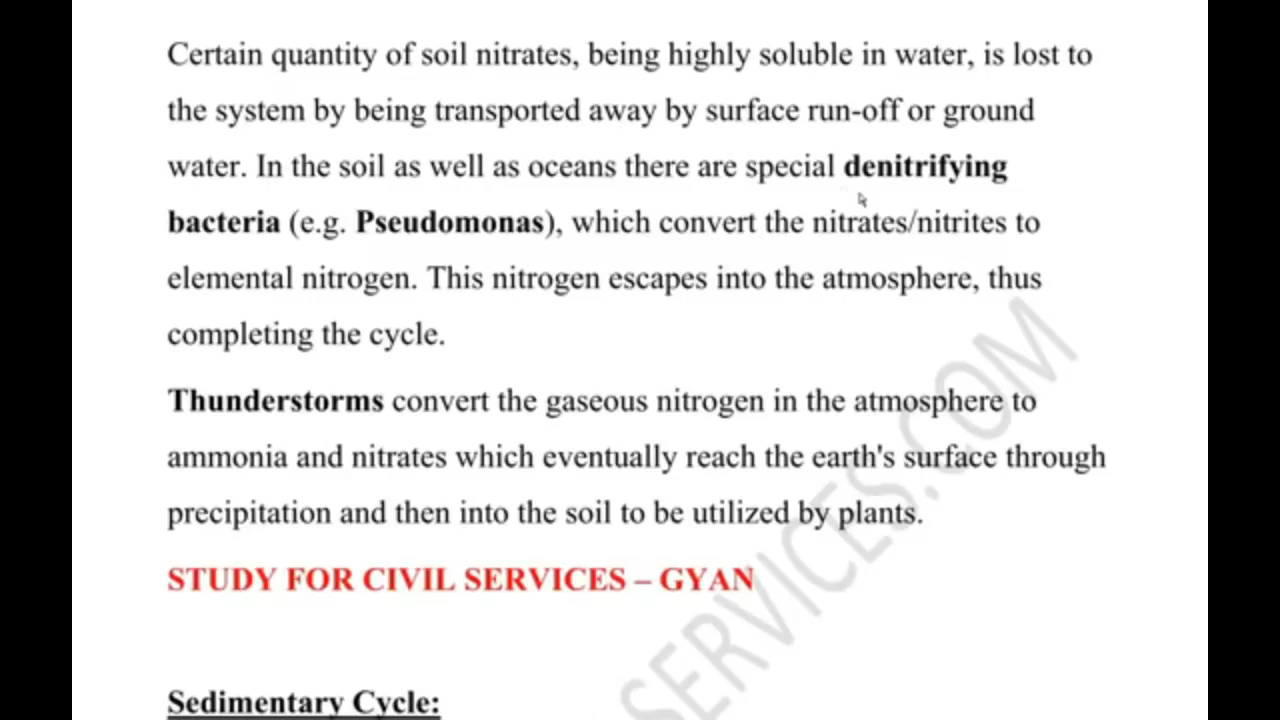 Certain quantity of soil nitrates, being highly soluble in water, is lost to
the system by being transported away by surface run-off or ground
water. In the soil as well as oceans there are special denitrifying
bacteria (e.g. Pseudomonas), which convert the nitrates/nitrites to
elemental nitrogen. This nitrogen escapes into the atmosphere, thus
completing the cycle.
Thunderstorms convert the gaseous nitrogen in the atmosphere to
ammonia and nitrates which eventually reach the earth's surface through
precipitation and then into the soil to be utilized by plants.
STUDY FOR CIVIL SERVICES – GYAN
SERVICES.COM
Sedimentary Cycle: